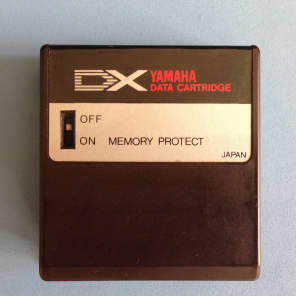 DX YAMAHA
DATA CARTRIDGE
OFF
ON MEMORY PROTECT
JAPAN